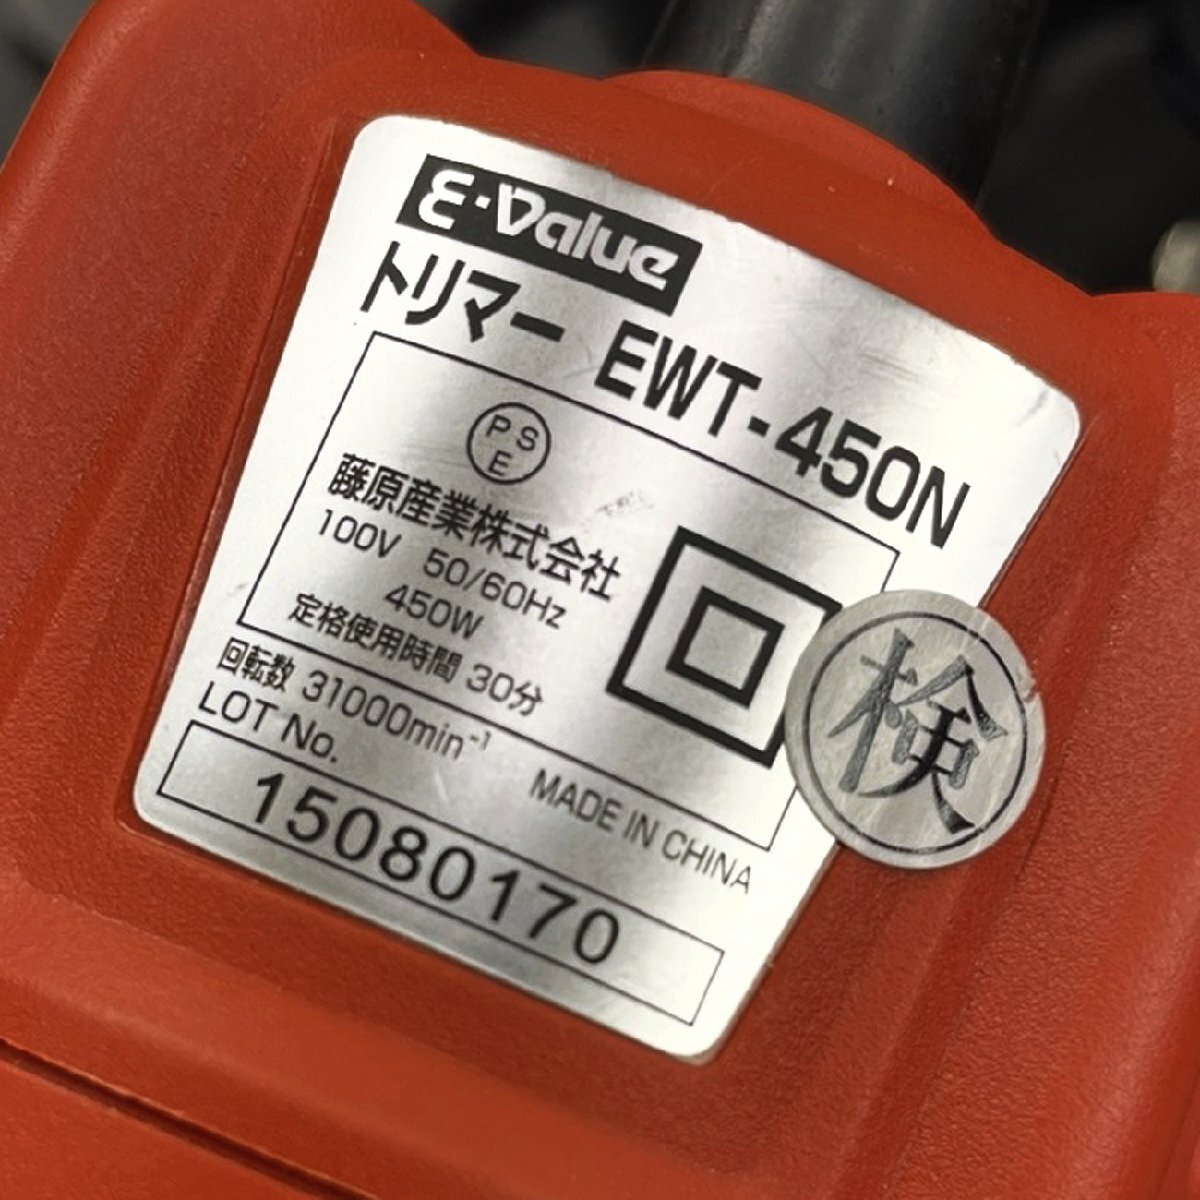 E-Value
トリマー EWT-450N
PS
E
藤原産業株式会社
100V 50/60Hz
450W
定格使用時間 30分
回転数 31000min⁻¹
LOT No.
MADE IN CHINA
15080170
検